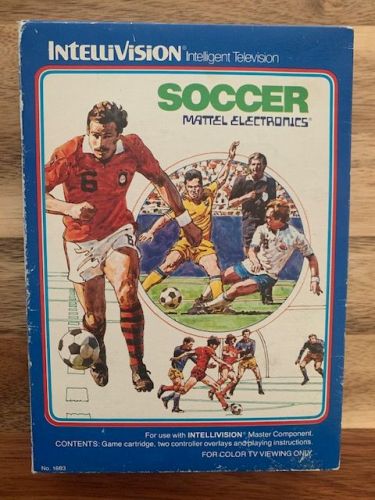 INTELLIVISION® Intelligent Television
SOCCER
MATTEL ELECTRONICS®
6
6
For use with INTELLIVISION® Master Component.
CONTENTS: Game cartridge, two controller overlays and playing instructions.
FOR COLOR TV VIEWING ONLY
No. 1683